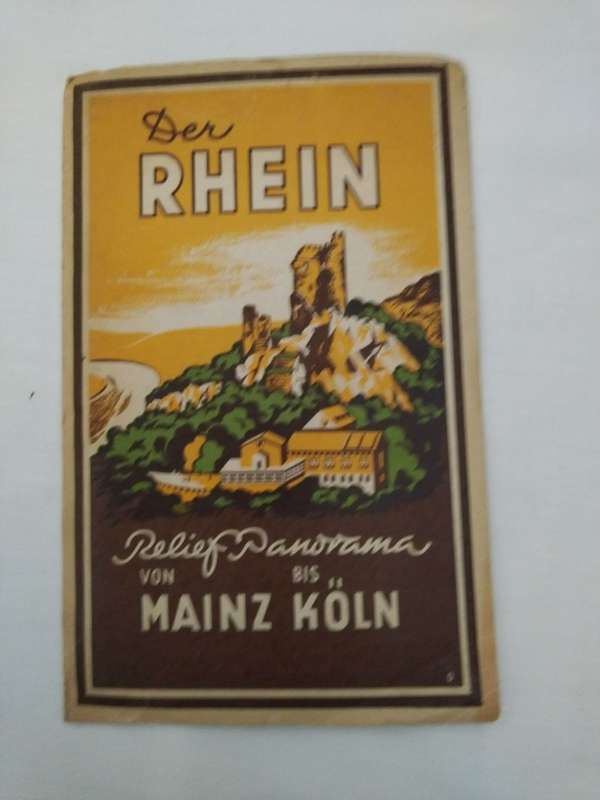 Der
RHEIN
Relief-Panorama
VON BIS
MAINZ KÖLN